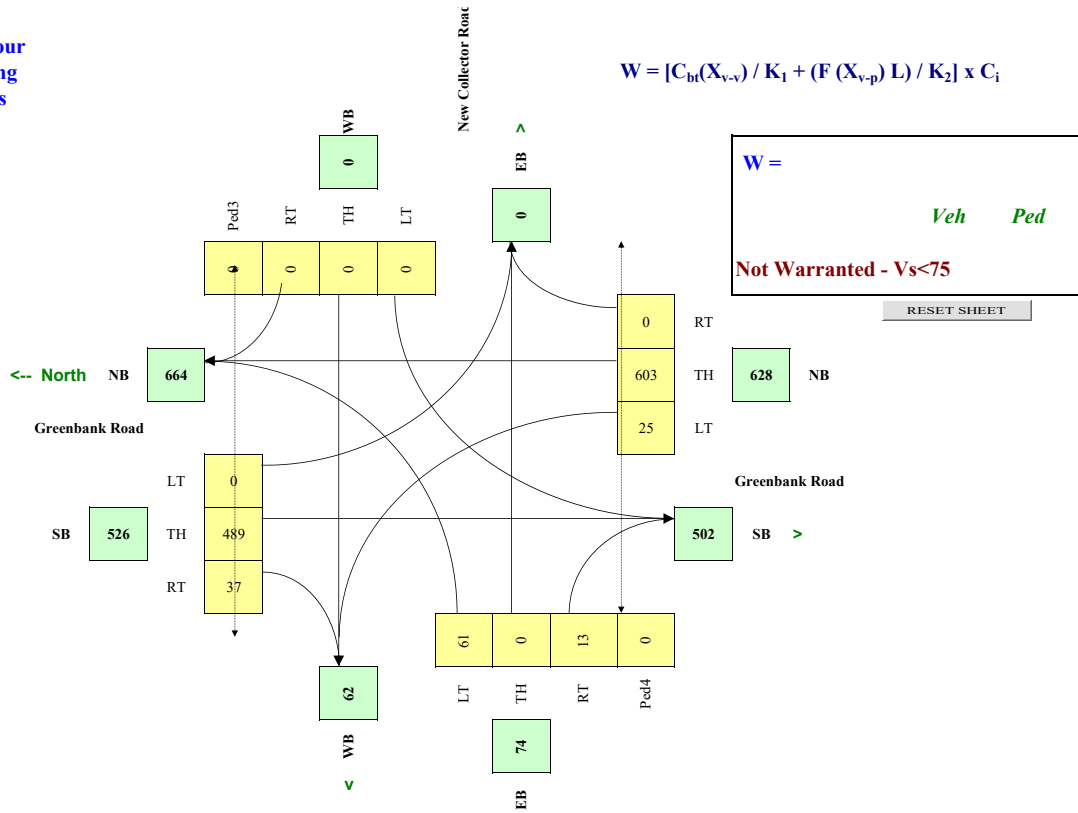 New Collector Road
W = [Cbt(Xv-v) / K1 + (F (Xv-p) L) / K2] x Ci
WB
^
0
EB
W =
Ped3
RT
TH
LT
0
Veh
Ped
0
0
0
0
Not Warranted - Vs<75
RESET SHEET
0
RT
<-- North
NB
664
603
TH
628
NB
Greenbank Road
25
LT
LT
0
Greenbank Road
SB
526
TH
489
502
SB
>
RT
37
61
0
13
0
62
LT
TH
RT
Ped4
WB
74
v
EB